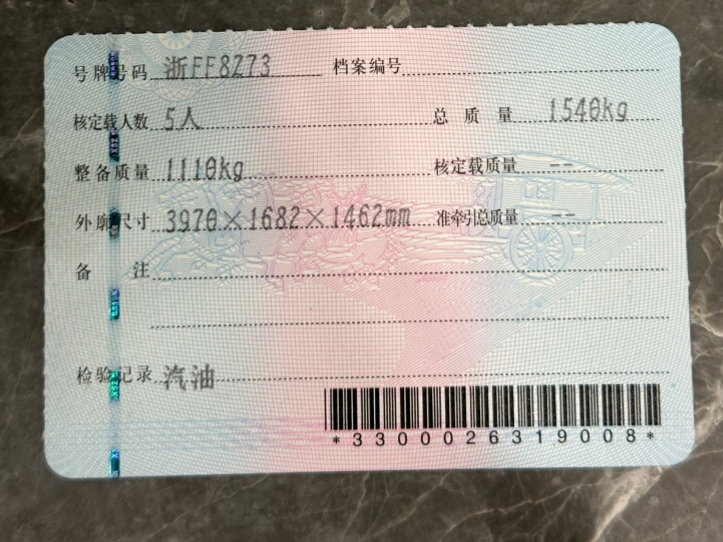 号牌号码 浙FF8Z73 档案编号
核定载人数 5人 总质量 1540kg
整备质量 1110kg 核定载质量 --
外廓尺寸 3970×1682×1462mm 准牵引总质量 --
备注
检验记录 汽油
*3300026319008*